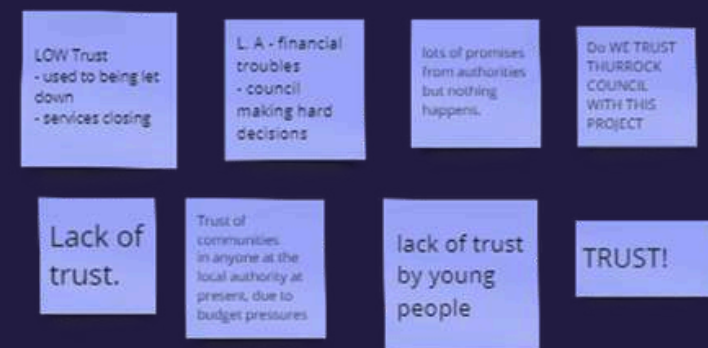 LOW Trust
- used to being let
down
- services closing
L. A - financial
troubles
- council
making hard
decisions
lots of promises
from authorities
but nothing
happens.
Do WE TRUST
THURROCK
COUNCIL
WITH THIS
PROJECT
Lack of
trust.
Trust of
communities
in anyone at the
local authority at
present, due to
budget pressures
lack of trust
by young
people
TRUST!